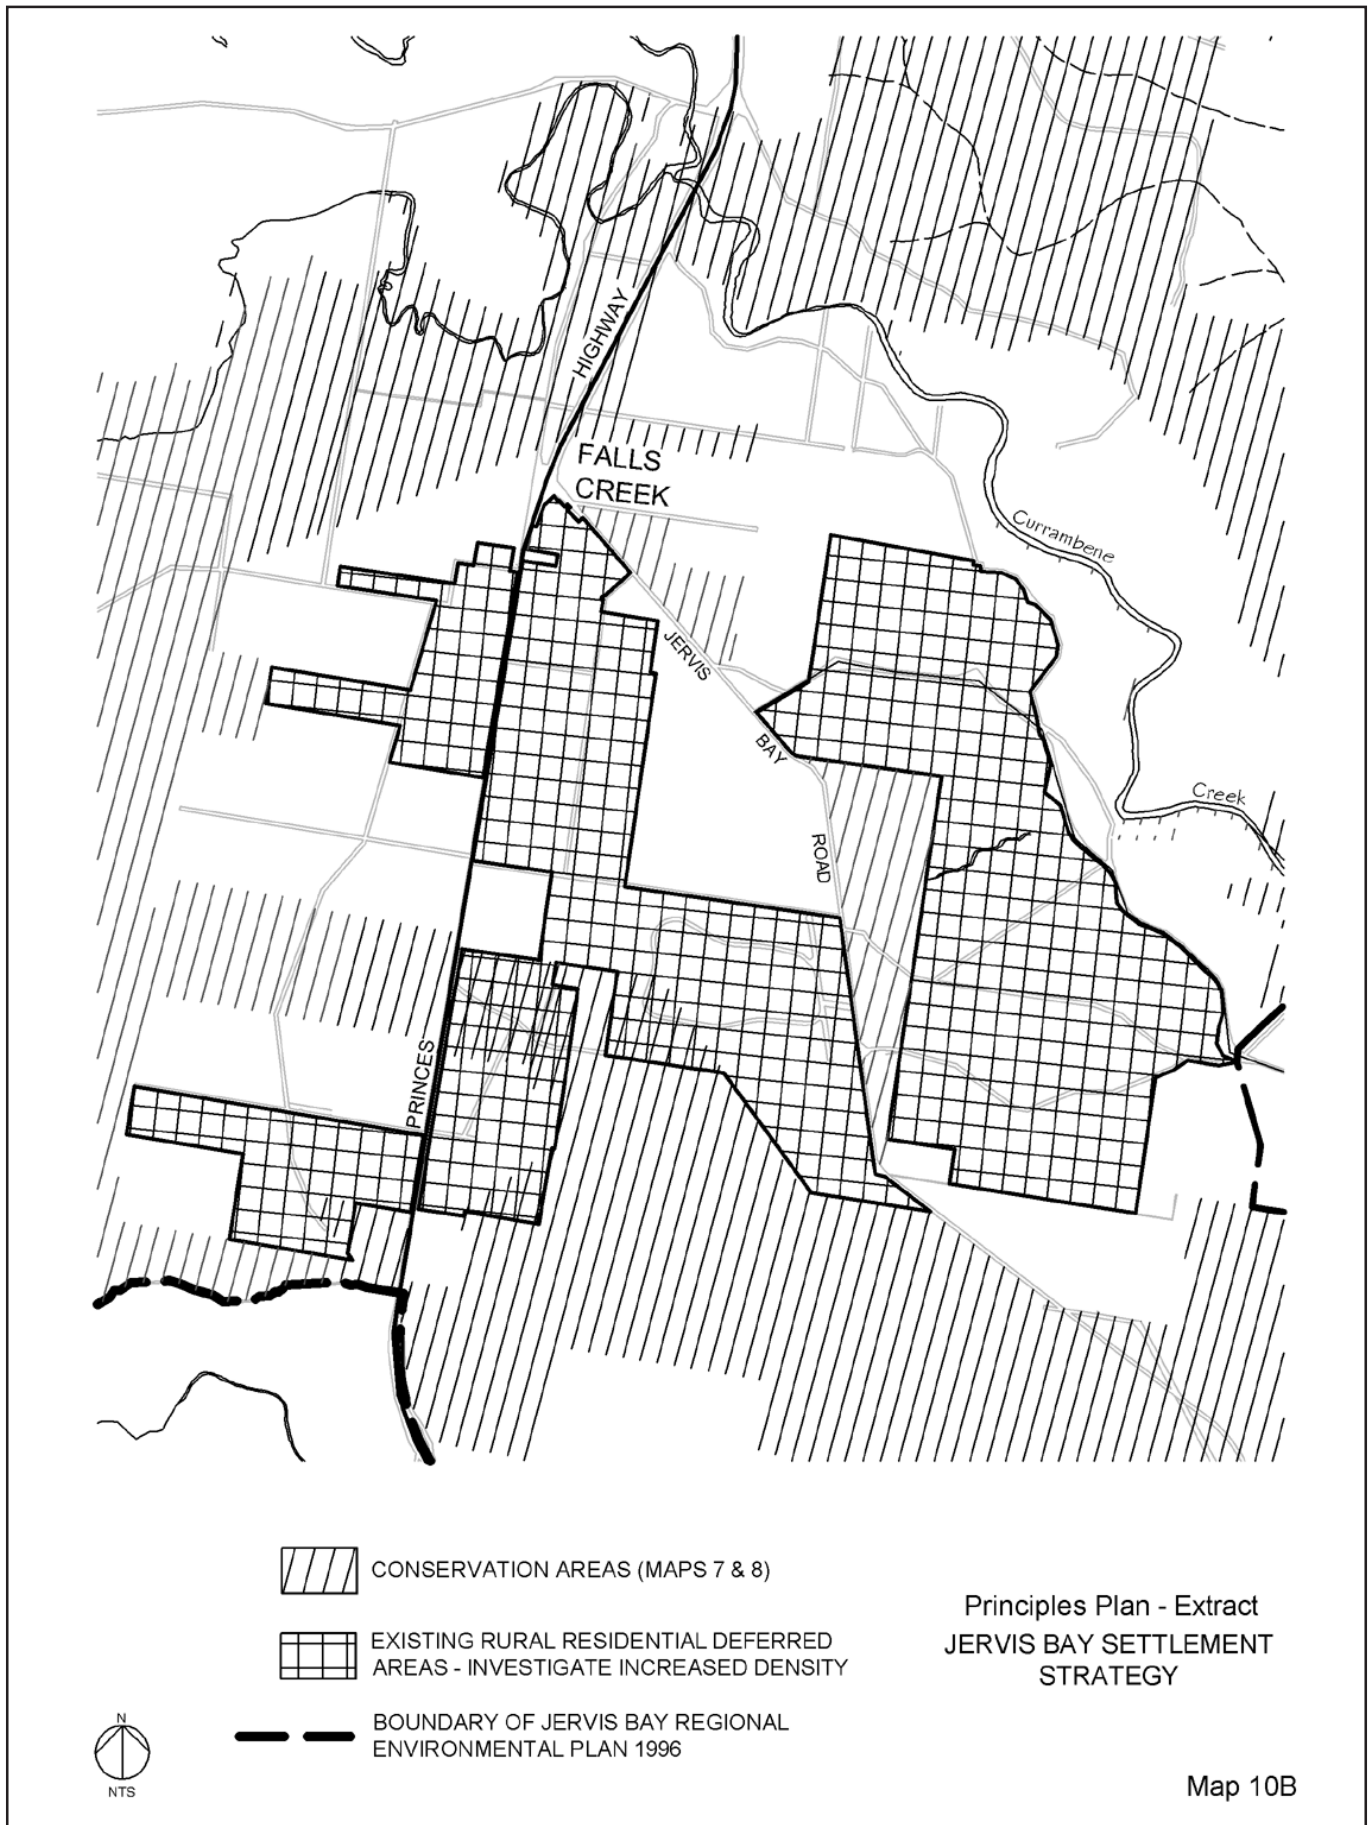 HIGHWAY
FALLS
CREEK
Currambene
JERVIS
BAY
Creek
ROAD
PRINCES
CONSERVATION AREAS (MAPS 7 & 8)
EXISTING RURAL RESIDENTIAL DEFERRED
AREAS - INVESTIGATE INCREASED DENSITY
BOUNDARY OF JERVIS BAY REGIONAL
ENVIRONMENTAL PLAN 1996
Principles Plan - Extract
JERVIS BAY SETTLEMENT
STRATEGY
N
NTS
Map 10B